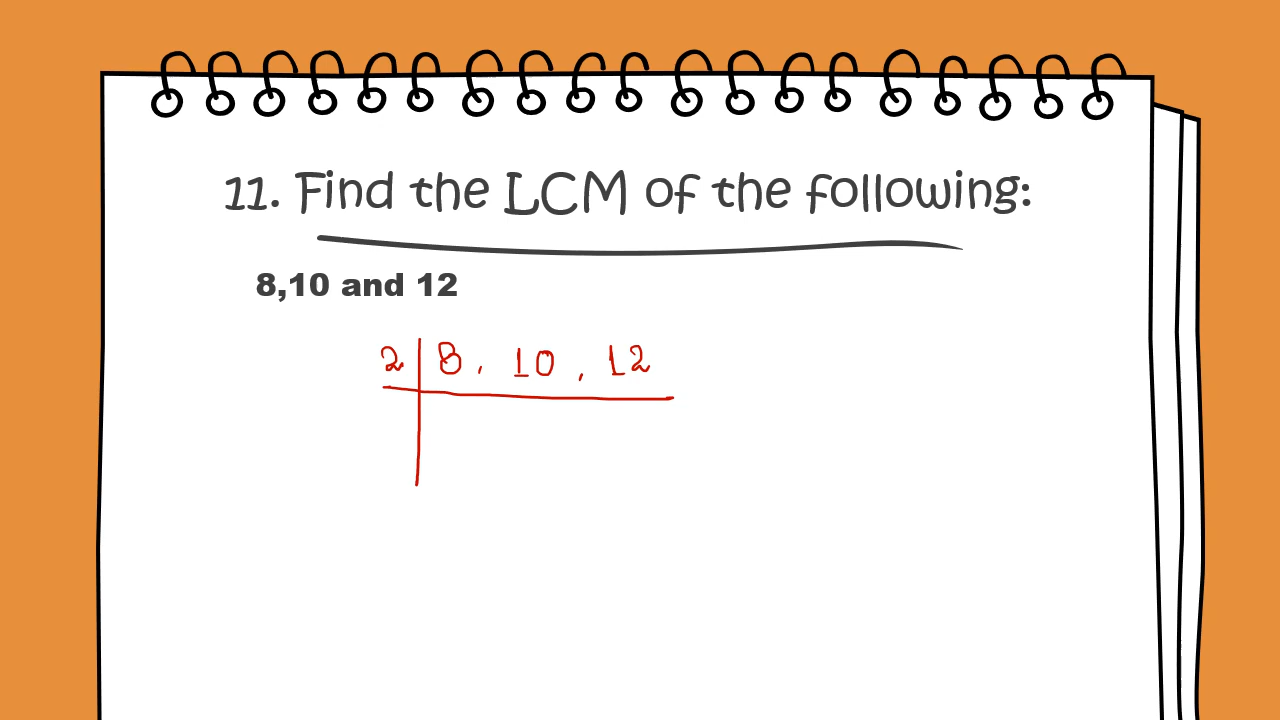 11. Find the LCM of the following:
8,10 and 12
2 8, 10, 12